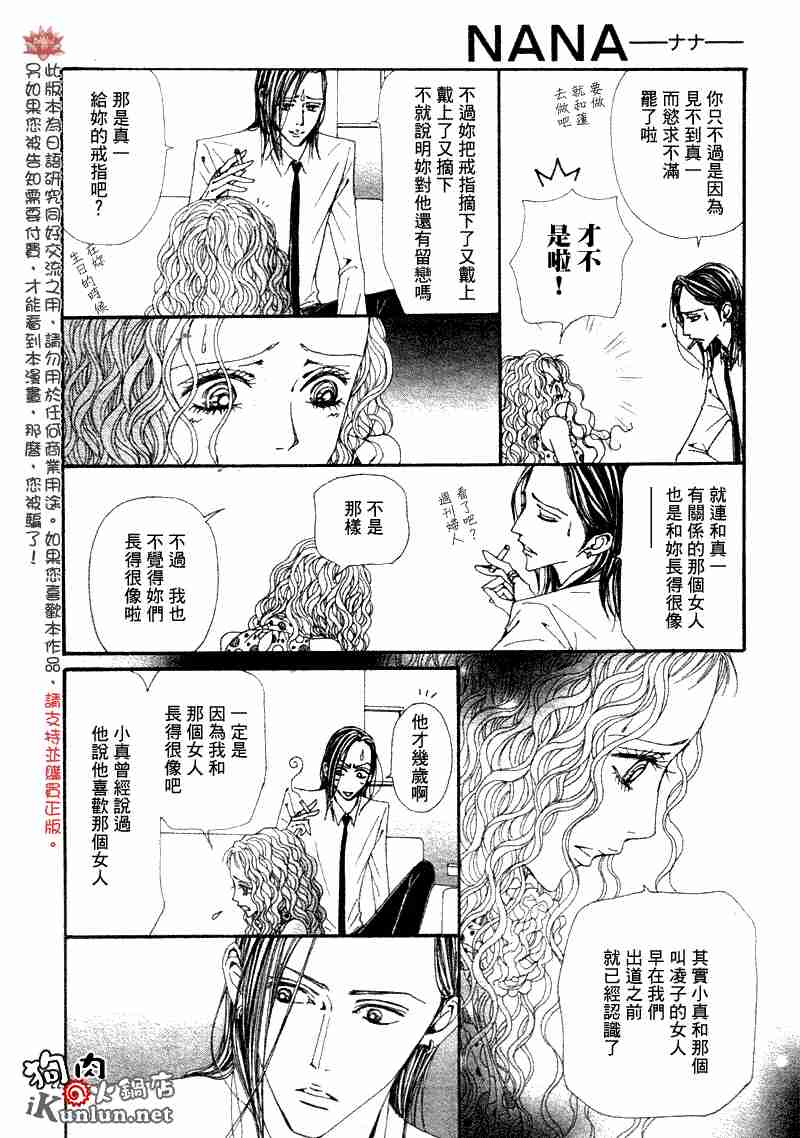 NANA—ナナ—
你只不過是因為
見不到真一
而慾求不滿
罷了啦
要做
就和蓮
去做吧
才不
是啦！
不過妳把戒指摘下了又戴上
戴上了又摘下
不就說明妳對他還有留戀嗎
那是真一
給妳的戒指吧？
在妳
生日的時候
就連和真一
有關係的那個女人
也是和妳長得很像
看了吧？
週刊婦人
不是
那樣
不過 我也
不覺得妳們
長得很像啦
其實小真和那個
叫凌子的女人
早在我們
出道之前
就已經認識了
他才幾歲啊
一定是
因為我和
那個女人
長得很像吧
小真曾經說過
他說他喜歡那個女人
此版本為日語研究同好交流之用，請勿用於任何商業用途。如果您喜歡本作品，請支持並購買正版。
另如果您被告知需要付費，才能看到本漫畫，那麼，您被騙了！
狗肉
火鍋店
iKunlun.net